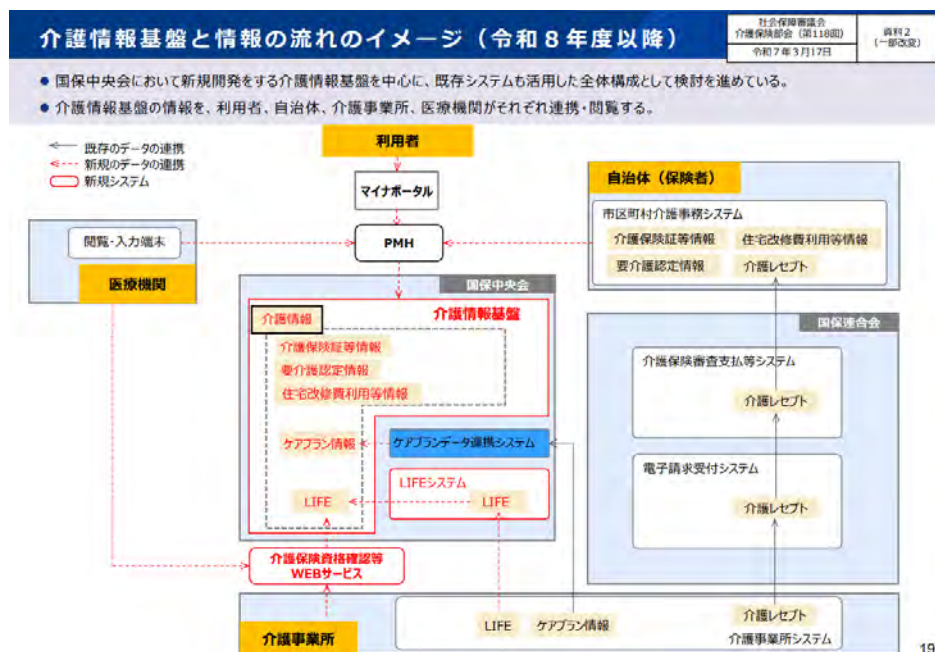 介護情報基盤と情報の流れのイメージ（令和８年度以降）
社会保障審議会
介護保険部会（第118回）
令和７年３月17日
資料２
（一部改変）
● 国保中央会において新規開発をする介護情報基盤を中心に、既存システムも活用した全体構成として検討を進めている。
● 介護情報基盤の情報を、利用者、自治体、介護事業所、医療機関がそれぞれ連携・閲覧する。
既存のデータの連携
新規のデータの連携
新規システム
利用者
マイナポータル
PMH
閲覧・入力端末
医療機関
自治体（保険者）
市区町村介護事務システム
介護保険証等情報
住宅改修費利用等情報
要介護認定情報
介護レセプト
国保中央会
介護情報基盤
介護情報
介護保険証等情報
要介護認定情報
住宅改修費利用等情報
ケアプラン情報
ケアプランデータ連携システム
LIFEシステム
LIFE
LIFE
国保連合会
介護保険審査支払等システム
介護レセプト
電子請求受付システム
介護レセプト
介護保険資格確認等
WEBサービス
介護事業所
LIFE
ケアプラン情報
介護レセプト
介護事業所システム
19